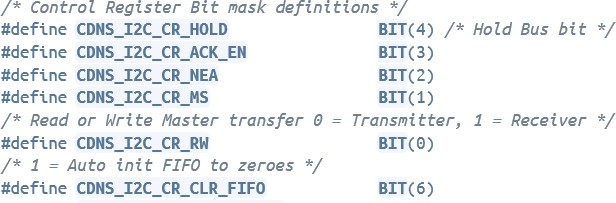 /* Control Register Bit mask definitions */
#define CDNS_I2C_CR_HOLD BIT(4) /* Hold Bus bit */
#define CDNS_I2C_CR_ACK_EN BIT(3)
#define CDNS_I2C_CR_NEA BIT(2)
#define CDNS_I2C_CR_MS BIT(1)
/* Read or Write Master transfer 0 = Transmitter, 1 = Receiver */
#define CDNS_I2C_CR_RW BIT(0)
/* 1 = Auto init FIFO to zeroes */
#define CDNS_I2C_CR_CLR_FIFO BIT(6)